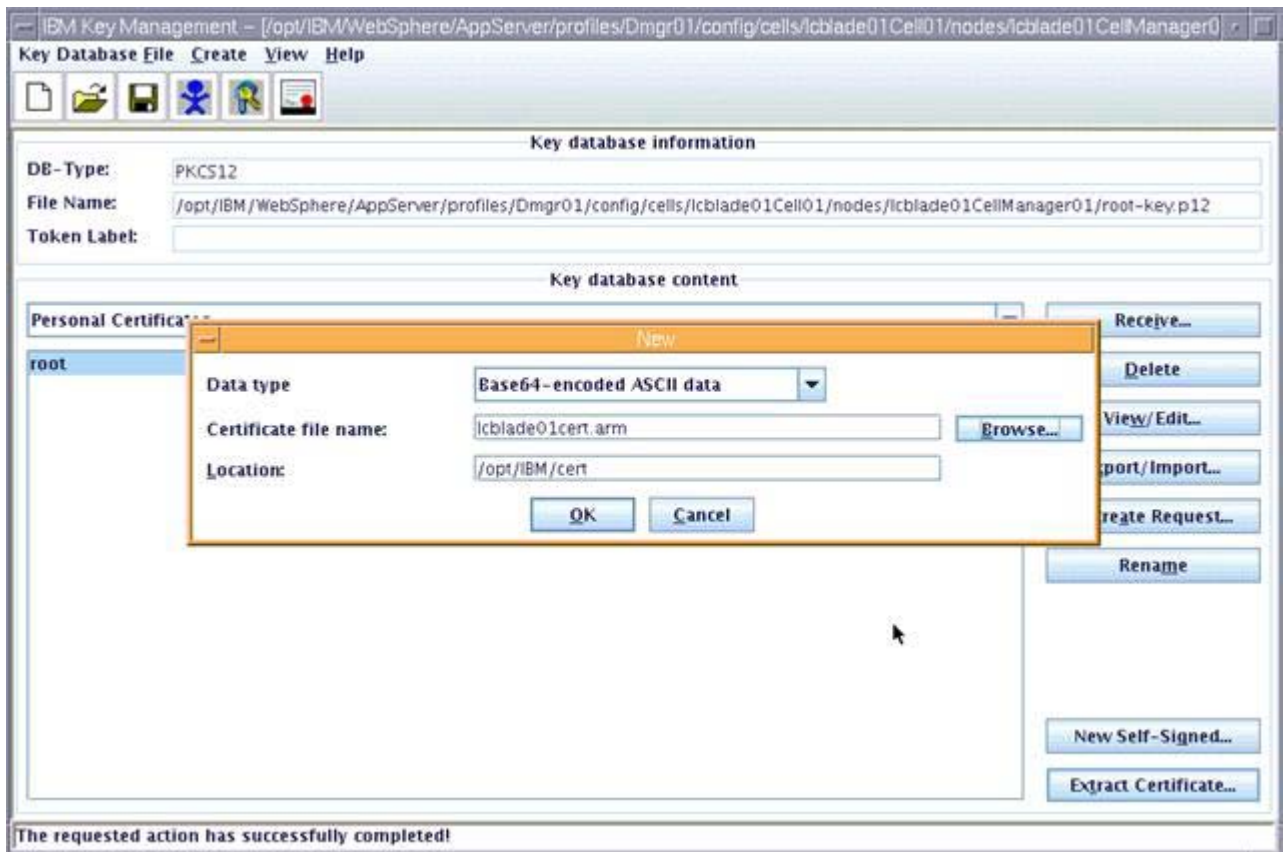 IBM Key Management - [/opt/IBM/WebSphere/AppServer/profiles/Dmgr01/config/cells/lcblade01Cell01/nodes/lcblade01CellManager0
Key Database File Create View Help
Key database information
DB-Type: PKCS12
File Name: /opt/IBM/WebSphere/AppServer/profiles/Dmgr01/config/cells/lcblade01Cell01/nodes/lcblade01CellManager01/root-key.p12
Token Label:
Key database content
Personal Certificates
Receive...
root
New
Delete
Data type Base64-encoded ASCII data
View/Edit...
Certificate file name: lcblade01cert.arm Browse...
Location: /opt/IBM/cert
port/Import...
OK Cancel
reate Request...
Rename
New Self-Signed...
Extract Certificate...
The requested action has successfully completed!